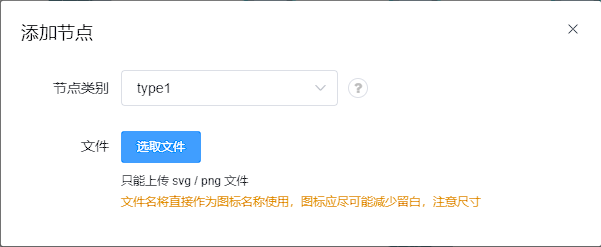 添加节点
节点类别 type1 ?
文件 选取文件
只能上传 svg / png 文件
文件名将直接作为图标名称使用，图标应尽可能减少留白，注意尺寸